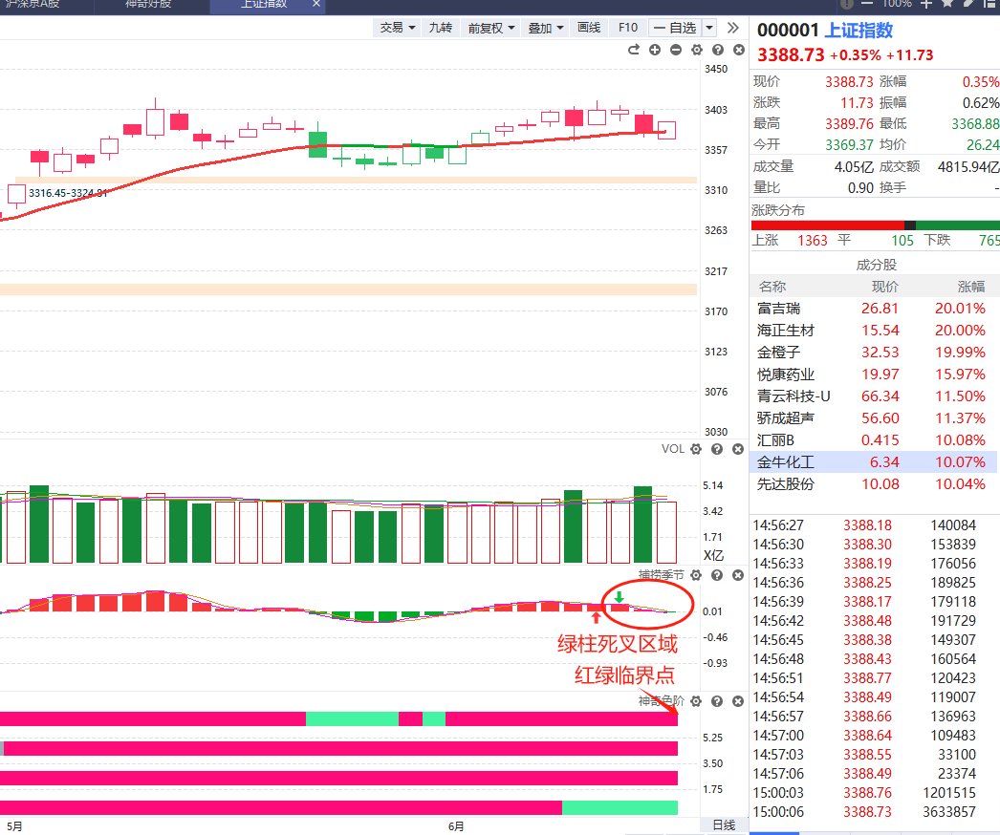 沪深京A股 神奇好股 上证指数 ×
100%
交易 九转 前复权 叠加 画线 F10 一自选
3450
3403
3357
3310
3263
3217
3170
3123
3076
3030
3316.45-3324.81
VOL
5.14
3.42
1.71
X亿
捕捞季节
0.01
-0.46
-0.93
绿柱死叉区域
红绿临界点
神奇色阶
5.25
3.50
1.75
5月 6月 日线
000001 上证指数
3388.73 +0.35% +11.73
现价 3388.73 涨幅 0.35%
涨跌 11.73 振幅 0.62%
最高 3389.76 最低 3368.88
今开 3369.37 均价 26.24
成交量 4.05亿 成交额 4815.94亿
量比 0.90 换手 -
涨跌分布
上涨 1363 平 105 下跌 765
成分股
名称 现价 涨幅
富吉瑞 26.81 20.01%
海正生材 15.54 20.00%
金橙子 32.53 19.99%
悦康药业 19.97 15.97%
青云科技-U 66.34 11.50%
骄成超声 56.60 11.37%
汇丽B 0.415 10.08%
金牛化工 6.34 10.07%
先达股份 10.08 10.04%
14:56:27 3388.18 140084
14:56:30 3388.30 153839
14:56:33 3388.19 176056
14:56:36 3388.25 189825
14:56:39 3388.17 179118
14:56:42 3388.48 191729
14:56:45 3388.38 149307
14:56:48 3388.43 160564
14:56:51 3388.77 120423
14:56:54 3388.49 119007
14:56:57 3388.66 136963
14:57:00 3388.64 109483
14:57:03 3388.55 33100
14:57:06 3388.49 23374
15:00:03 3388.76 1201515
15:00:06 3388.73 3633857